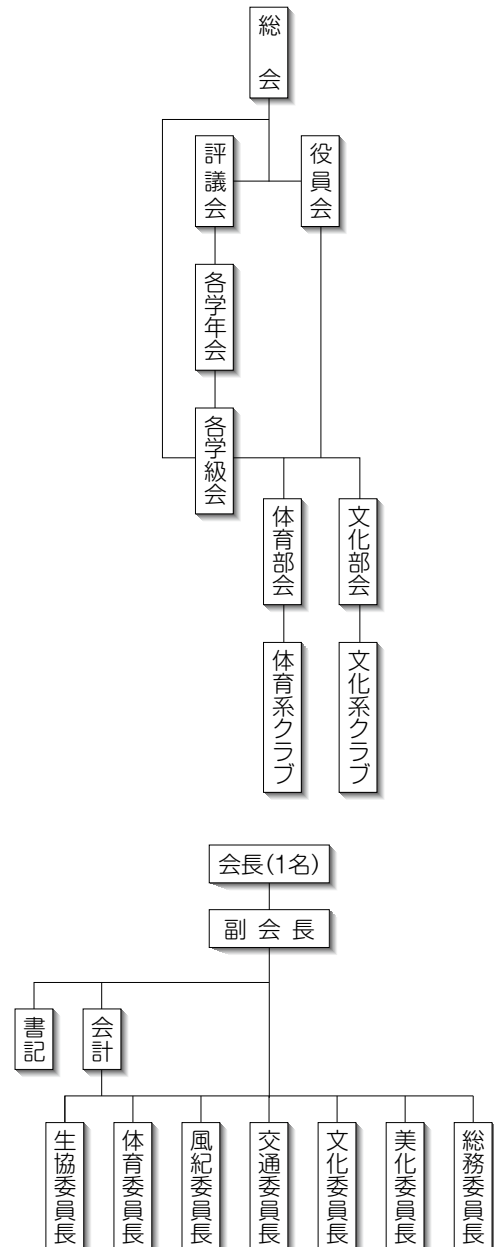 総会
評議会
役員会
各学年会
各学級会
体育部会
文化部会
体育系クラブ
文化系クラブ
会長(1名)
副会長
書記
会計
生協委員長
体育委員長
風紀委員長
交通委員長
文化委員長
美化委員長
総務委員長